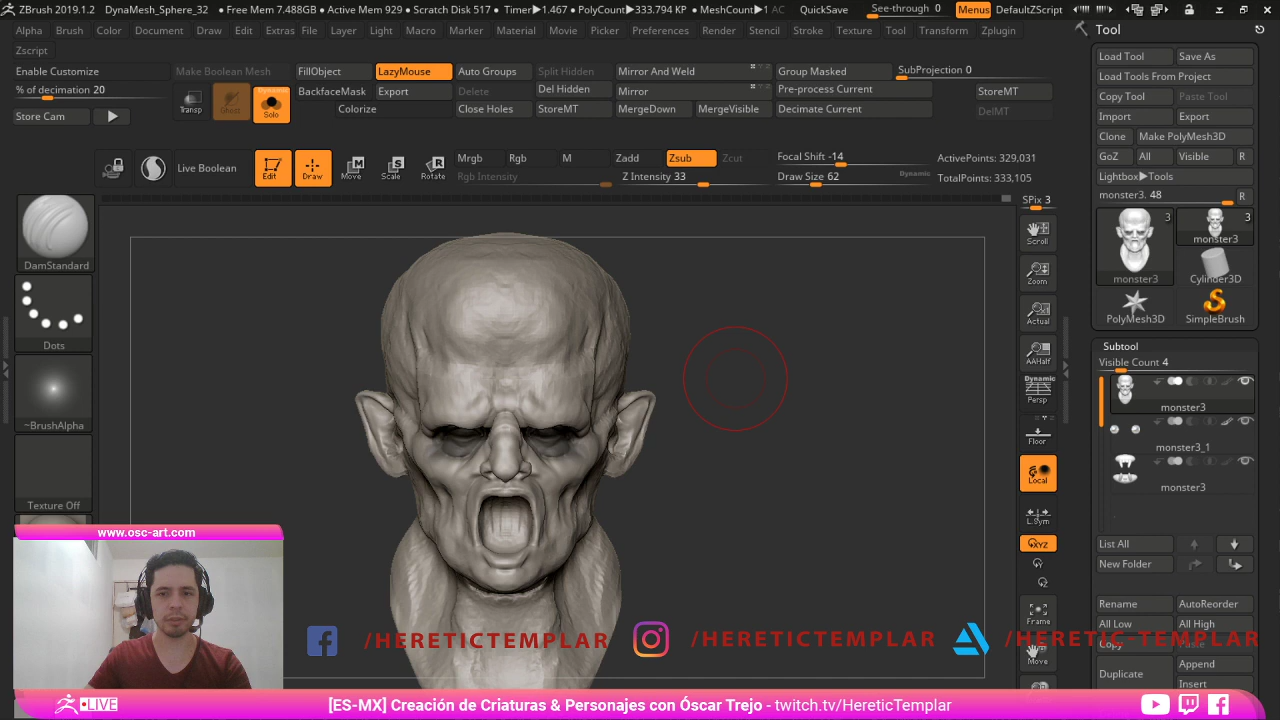 ZBrush 2019.1.2 DynaMesh_Sphere_32 • Free Mem 7.488GB • Active Mem 929 • Scratch Disk 517 • Timer▶1.467 • PolyCount▶333.794 KP • MeshCount▶1 AC QuickSave See-through 0 Menus DefaultZScript
Alpha Brush Color Document Draw Edit Extras File Layer Light Macro Marker Material Movie Picker Preferences Render Stencil Stroke Texture Tool Transform Zplugin
Zscript
Enable Customize Make Boolean Mesh FillObject LazyMouse Auto Groups Split Hidden Mirror And Weld Group Masked SubProjection 0
% of decimation 20 Transp Ghost Dynamic Solo BackfaceMask Export Delete Del Hidden Mirror Pre-process Current StoreMT
Store Cam Colorize Close Holes StoreMT MergeDown MergeVisible Decimate Current DelMT
Live Boolean Edit Draw Move Scale Rotate Mrgb Rgb M Zadd Zsub Zcut Focal Shift -14 ActivePoints: 329,031
Rgb Intensity Z Intensity 33 Draw Size 62 Dynamic TotalPoints: 333,105
DamStandard
Dots
~BrushAlpha
Texture Off
SPix 3
Scroll
Zoom
Actual
AAHalf
Dynamic
Persp
Floor
Local
L.Sym
XYZ
Frame
Move
Tool
Load Tool Save As
Load Tools From Project
Copy Tool Paste Tool
Import Export
Clone Make PolyMesh3D
GoZ All Visible R
Lightbox▶Tools
monster3. 48 R
3 3
monster3
monster3 Cylinder3D
PolyMesh3D SimpleBrush
Subtool
Visible Count 4
monster3
monster3_1
monster3
List All
New Folder
Rename AutoReorder
All Low All High
Copy Paste
Append
Duplicate
Insert
www.osc-art.com
/HERETICTEMPLAR /HERETICTEMPLAR /HERETIC_TEMPLAR
LIVE [ES-MX] Creación de Criaturas & Personajes con Óscar Trejo - twitch.tv/HereticTemplar